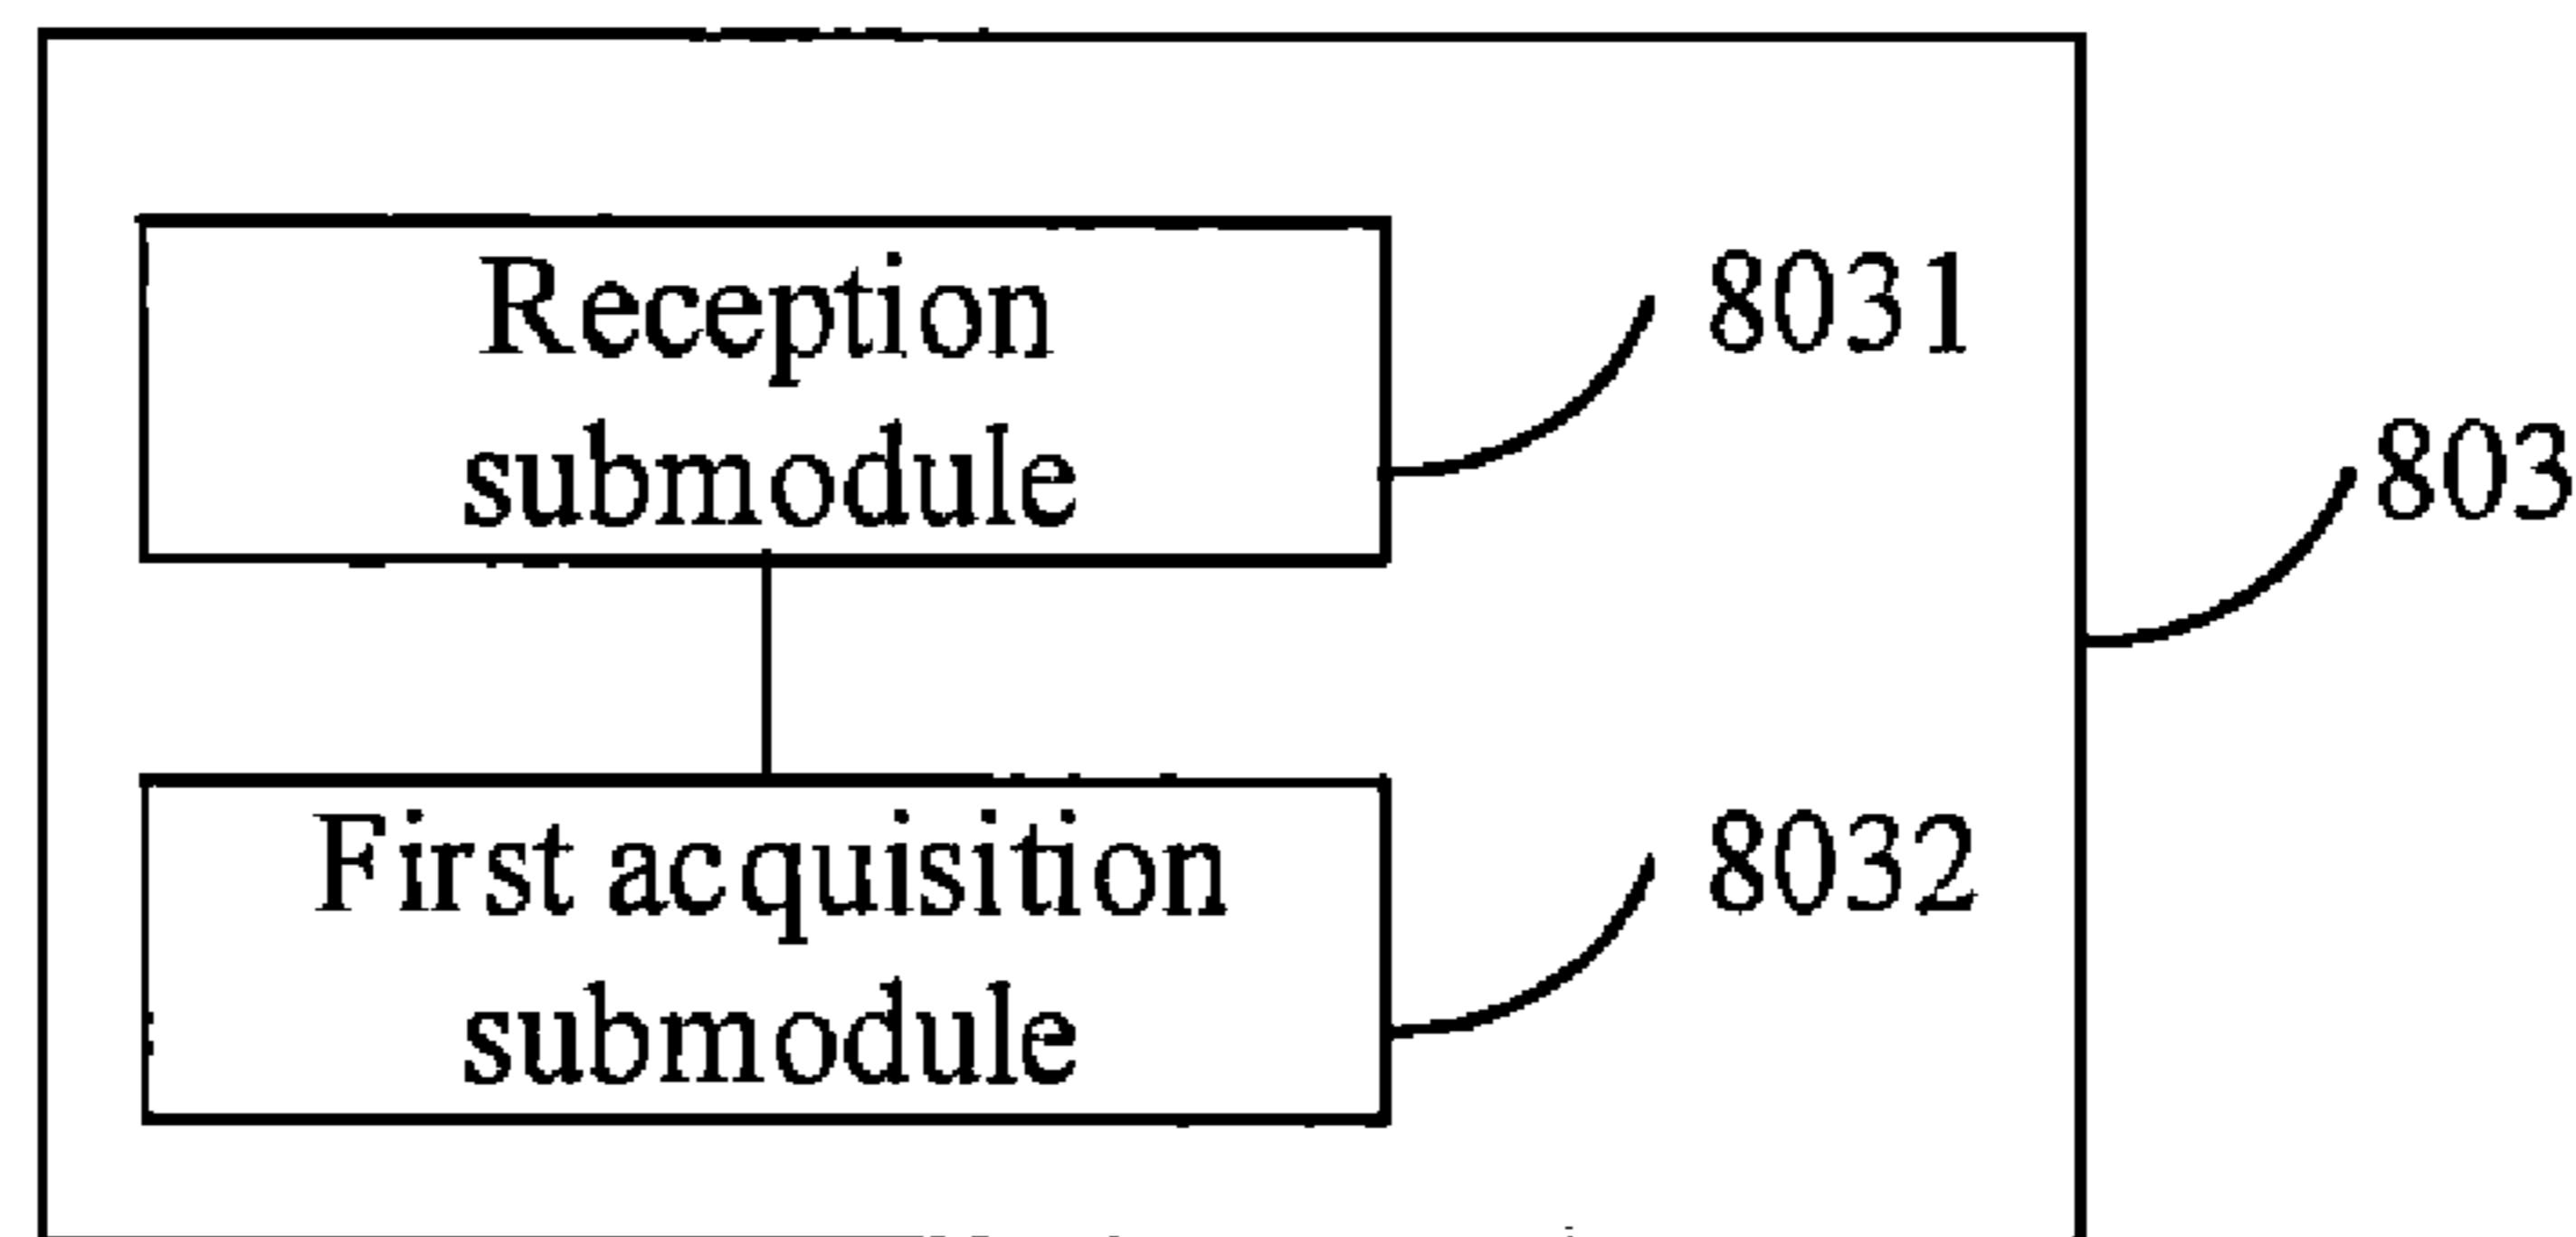 Reception
submodule
8031
803
First acquisition
submodule
8032